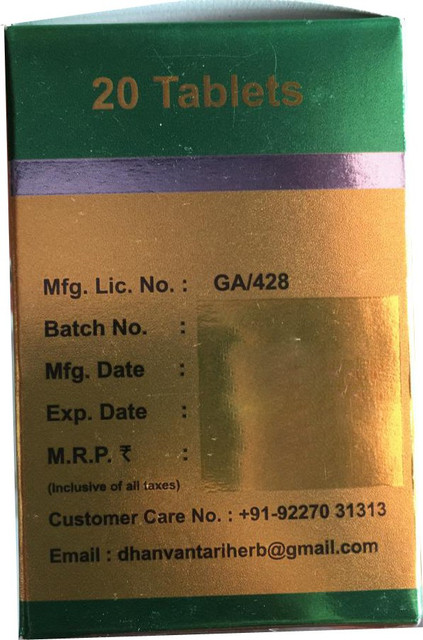 20 Tablets
Mfg. Lic. No. : GA/428
Batch No. :
Mfg. Date :
Exp. Date :
M.R.P. ₹ :
(Inclusive of all taxes)
Customer Care No. : +91-92270 31313
Email : dhanvantariherb@gmail.com